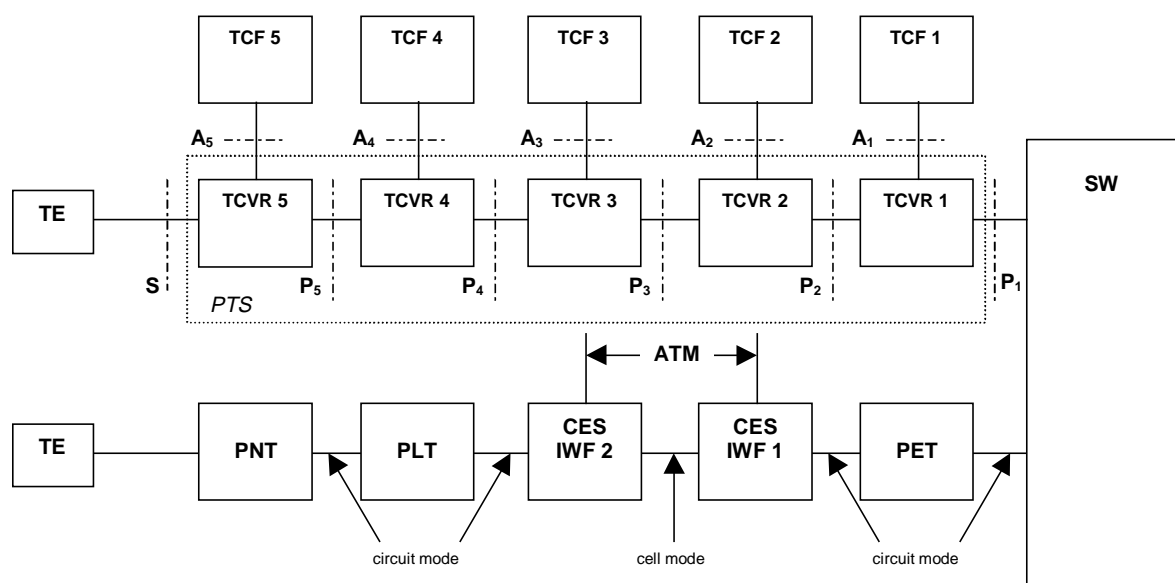 TCF 5 TCF 4 TCF 3 TCF 2 TCF 1
A5 A4 A3 A2 A1
TE TCVR 5 TCVR 4 TCVR 3 TCVR 2 TCVR 1 SW
S P5 P4 P3 P2 P1
PTS
ATM
TE PNT PLT CES IWF 2 CES IWF 1 PET
circuit mode cell mode circuit mode